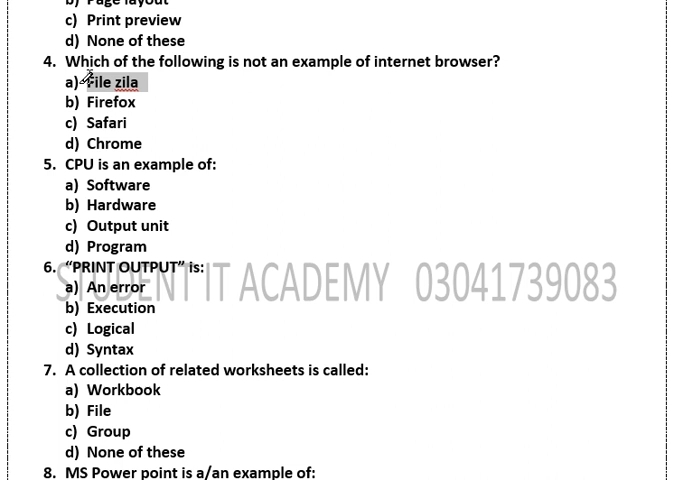 b) Page layout
c) Print preview
d) None of these
4. Which of the following is not an example of internet browser?
a) File zila
b) Firefox
c) Safari
d) Chrome
5. CPU is an example of:
a) Software
b) Hardware
c) Output unit
d) Program
6. “PRINT OUTPUT” is:
STUDENT IT ACADEMY 03041739083
a) An error
b) Execution
c) Logical
d) Syntax
7. A collection of related worksheets is called:
a) Workbook
b) File
c) Group
d) None of these
8. MS Power point is a/an example of: